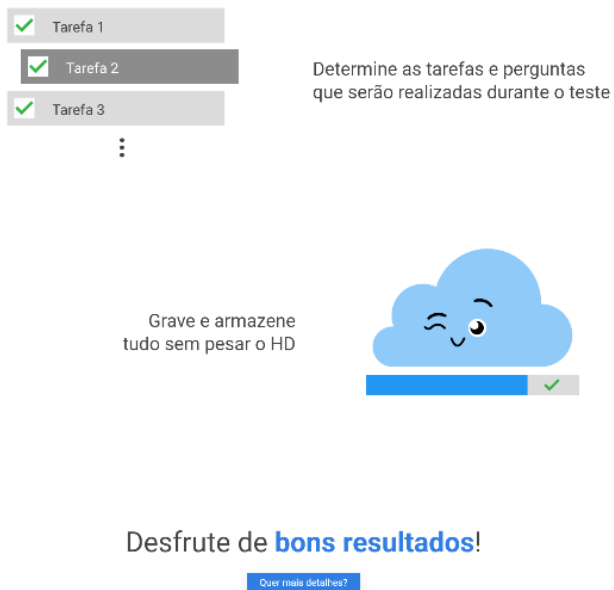 Tarefa 1
Tarefa 2
Tarefa 3
Determine as tarefas e perguntas
que serão realizadas durante o teste
Grave e armazene
tudo sem pesar o HD
Desfrute de bons resultados!
Quer mais detalhes?